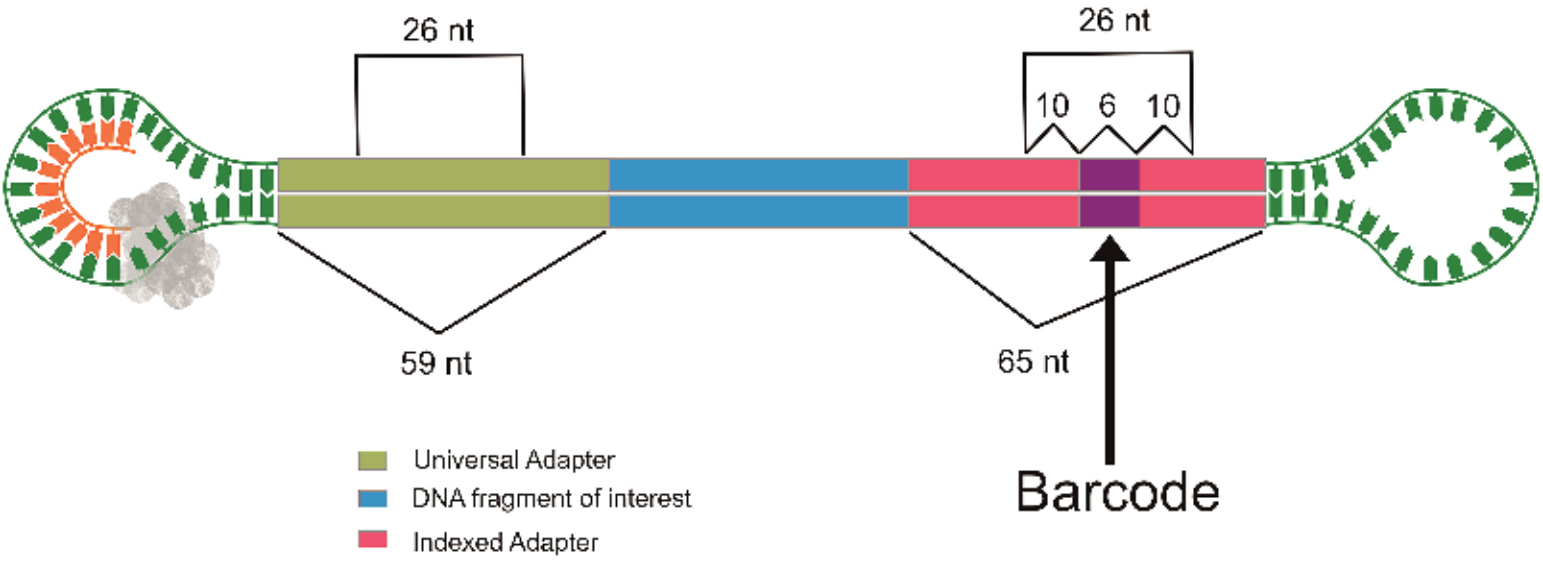 26 nt
26 nt
10 6 10
59 nt
65 nt
Universal Adapter
DNA fragment of interest
Indexed Adapter
Barcode